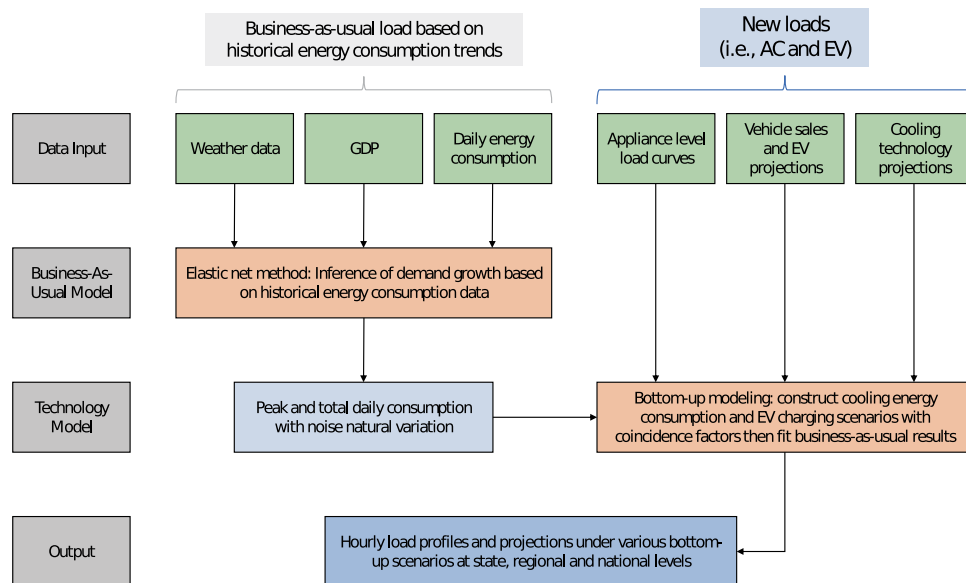 Business-as-usual load based on
historical energy consumption trends
New loads
(i.e., AC and EV)
Data Input
Weather data
GDP
Daily energy
consumption
Appliance level
load curves
Vehicle sales
and EV
projections
Cooling
technology
projections
Business-As-
Usual Model
Elastic net method: Inference of demand growth based
on historical energy consumption data
Technology
Model
Peak and total daily consumption
with noise natural variation
Bottom-up modeling: construct cooling energy
consumption and EV charging scenarios with
coincidence factors then fit business-as-usual results
Output
Hourly load profiles and projections under various bottom-
up scenarios at state, regional and national levels